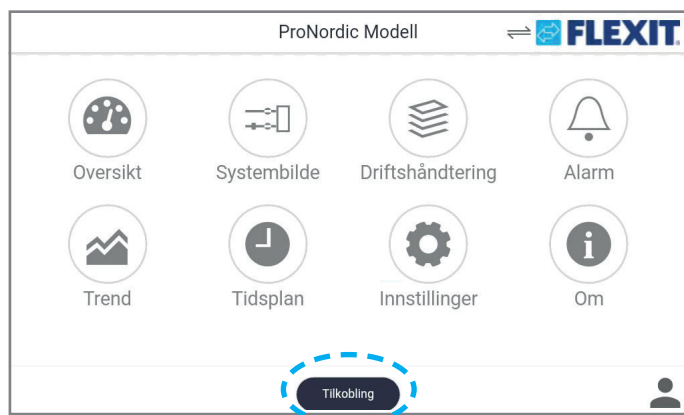 ProNordic Modell
FLEXIT
Oversikt
Systembilde
Driftshåndtering
Alarm
Trend
Tidsplan
Innstillinger
Om
Tilkobling